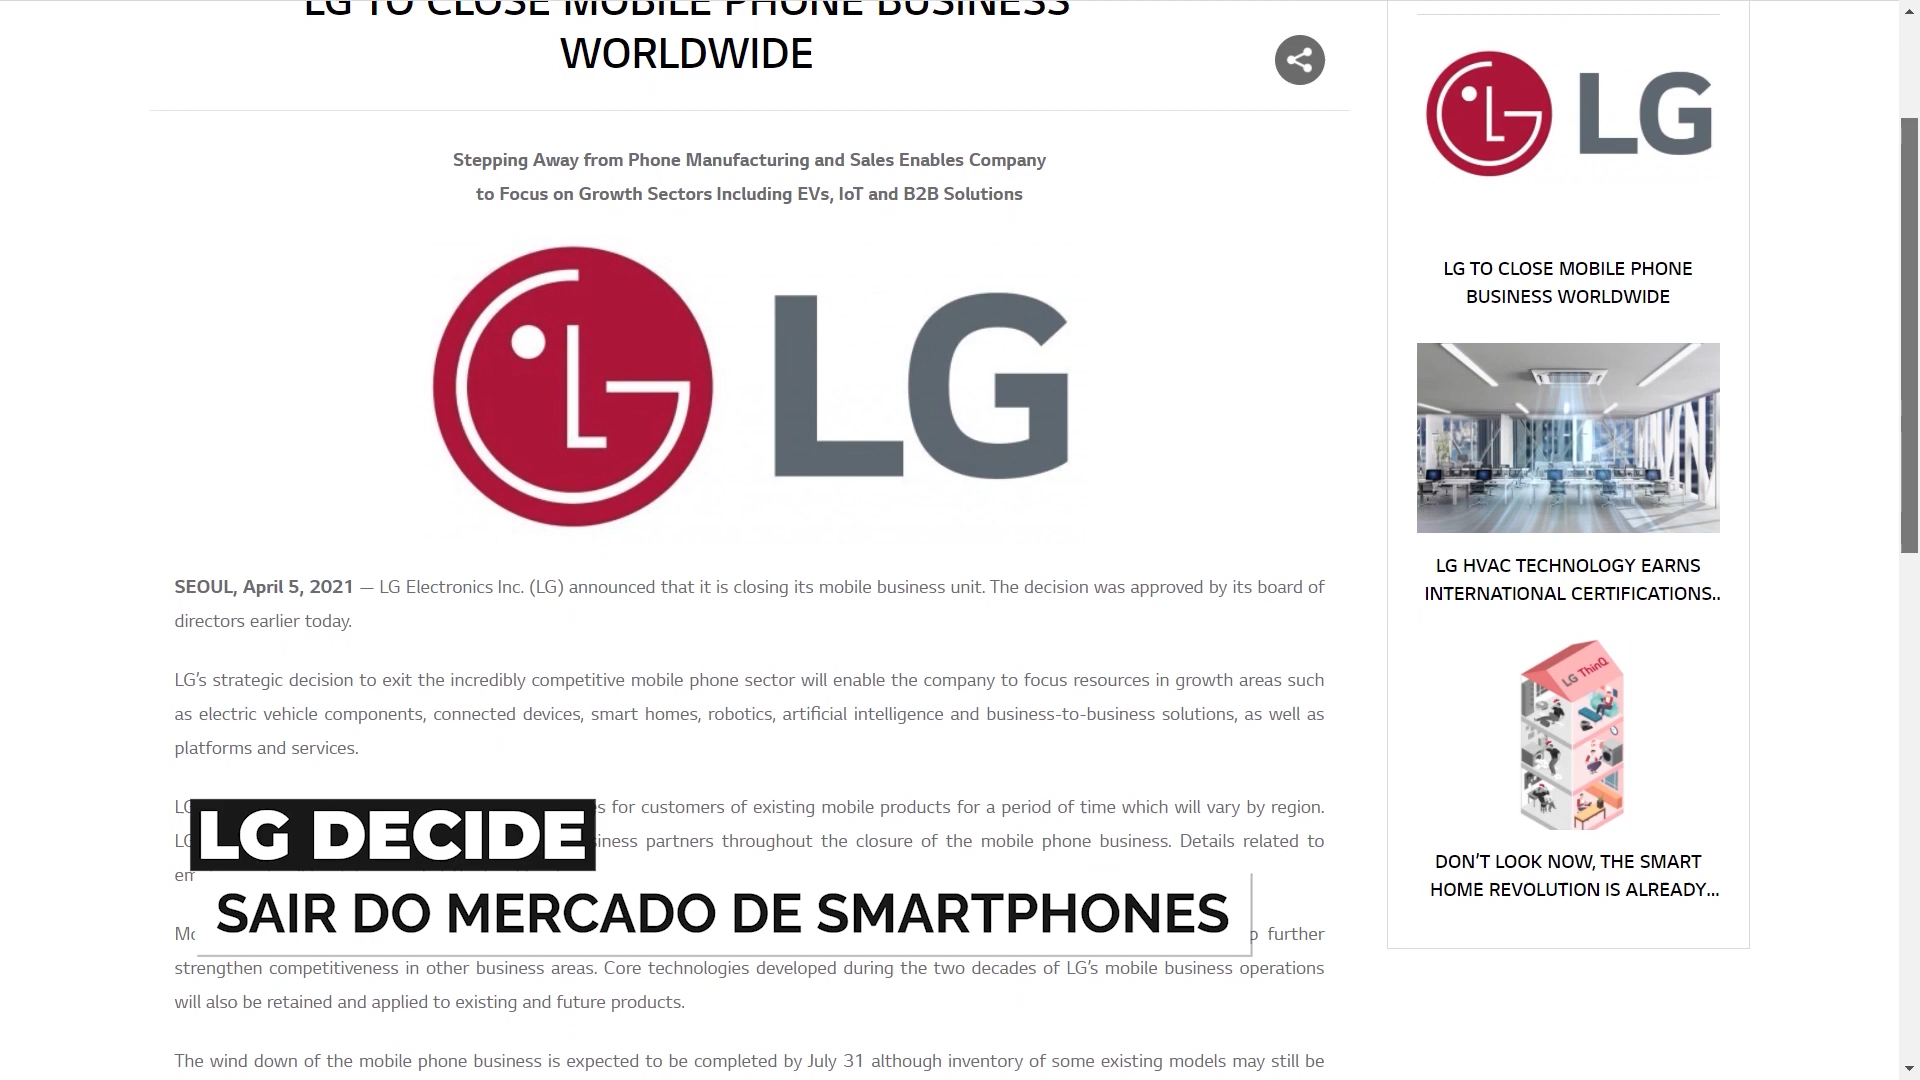 LG TO CLOSE MOBILE PHONE BUSINESS
WORLDWIDE
Stepping Away from Phone Manufacturing and Sales Enables Company
to Focus on Growth Sectors Including EVs, IoT and B2B Solutions
LG
SEOUL, April 5, 2021 — LG Electronics Inc. (LG) announced that it is closing its mobile business unit. The decision was approved by its board of
directors earlier today.
LG’s strategic decision to exit the incredibly competitive mobile phone sector will enable the company to focus resources in growth areas such
as electric vehicle components, connected devices, smart homes, robotics, artificial intelligence and business-to-business solutions, as well as
platforms and services.
for customers of existing mobile products for a period of time which will vary by region.
partners throughout the closure of the mobile phone business. Details related to
LG DECIDE
SAIR DO MERCADO DE SMARTPHONES
further
strengthen competitiveness in other business areas. Core technologies developed during the two decades of LG’s mobile business operations
will also be retained and applied to existing and future products.
The wind down of the mobile phone business is expected to be completed by July 31 although inventory of some existing models may still be
LG
LG TO CLOSE MOBILE PHONE
BUSINESS WORLDWIDE
LG HVAC TECHNOLOGY EARNS
INTERNATIONAL CERTIFICATIONS..
LG ThinQ
DON’T LOOK NOW, THE SMART
HOME REVOLUTION IS ALREADY...